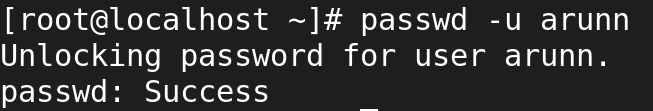 [root@localhost ~]# passwd -u arunn
Unlocking password for user arunn.
passwd: Success